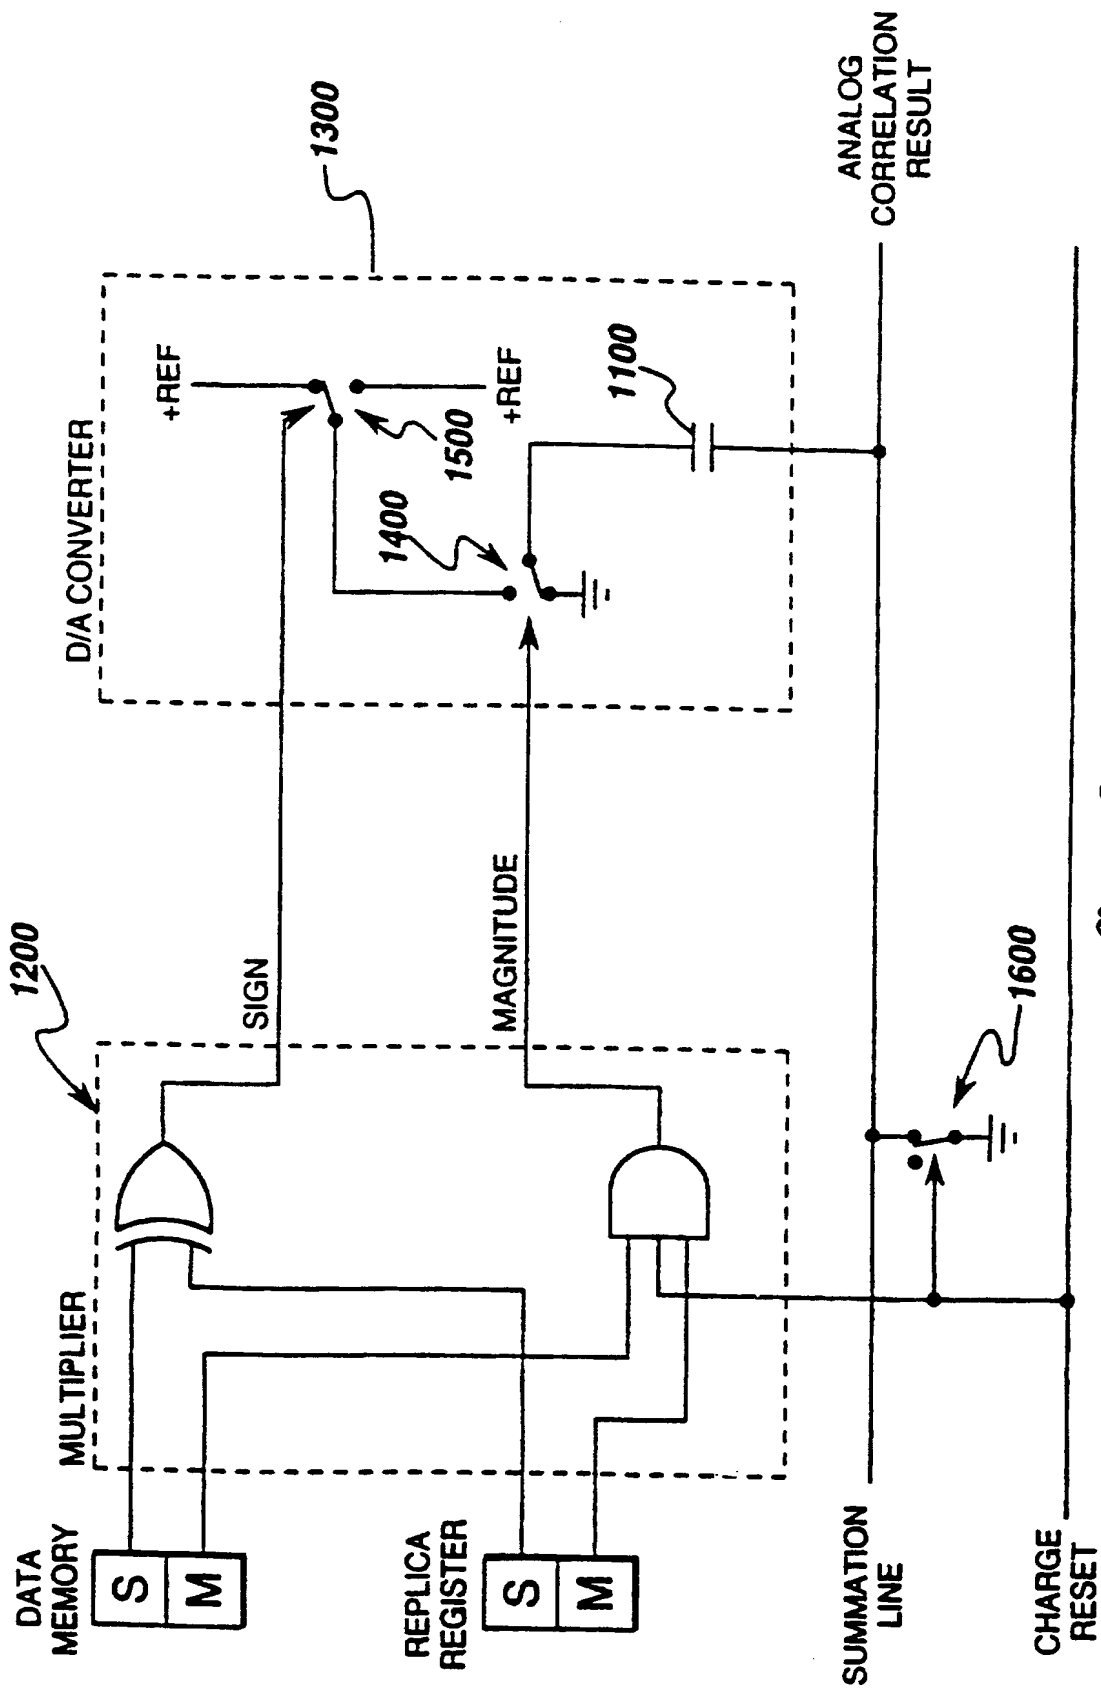 DATA
MEMORY
S
M
REPLICA
REGISTER
S
M
MULTIPLIER
1200
SIGN
MAGNITUDE
D/A CONVERTER
1300
+REF
+REF
1500
1400
1100
SUMMATION
LINE
ANALOG
CORRELATION
RESULT
1600
CHARGE
RESET